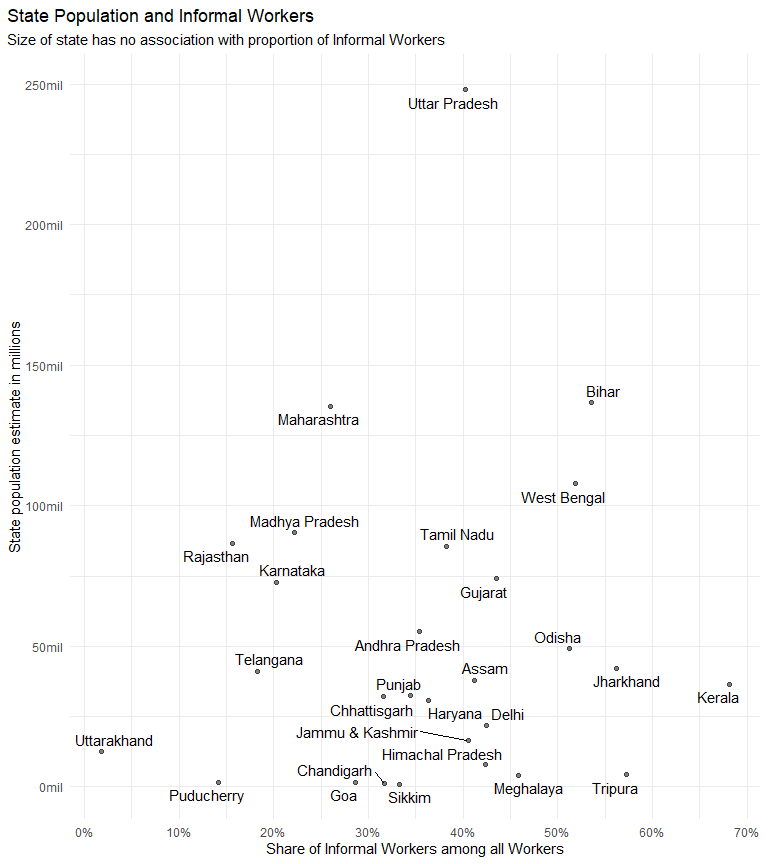 State Population and Informal Workers
Size of state has no association with proportion of Informal Workers
250mil
Uttar Pradesh
200mil
State population estimate in millions
150mil
Bihar
Maharashtra
West Bengal
100mil
Madhya Pradesh
Tamil Nadu
Rajasthan
Karnataka
Gujarat
Odisha
50mil
Andhra Pradesh
Telangana
Assam
Punjab
Jharkhand
Kerala
Chhattisgarh
Haryana
Delhi
Jammu & Kashmir
Uttarakhand
Himachal Pradesh
Chandigarh
0mil
Puducherry
Goa
Sikkim
Meghalaya
Tripura
0%
10%
20%
30%
40%
50%
60%
70%
Share of Informal Workers among all Workers